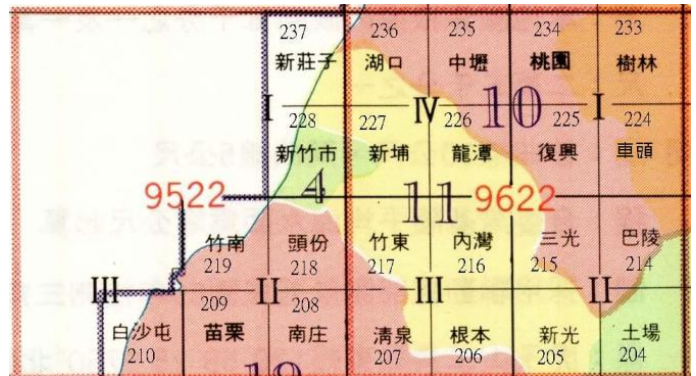 237 236 235 234 233
新莊子 湖口 中壢 桃園 樹林
I IV 10 I
228 227 226 225 224
新竹市 新埔 龍潭 復興 車頭
9522 4 11 9622
竹南 頭份 竹東 內灣 三光 巴陵
219 218 217 216 215 214
III II III II
209 208
白沙屯 苗栗 南庄 清泉 根本 新光 土場
210 207 206 205 204